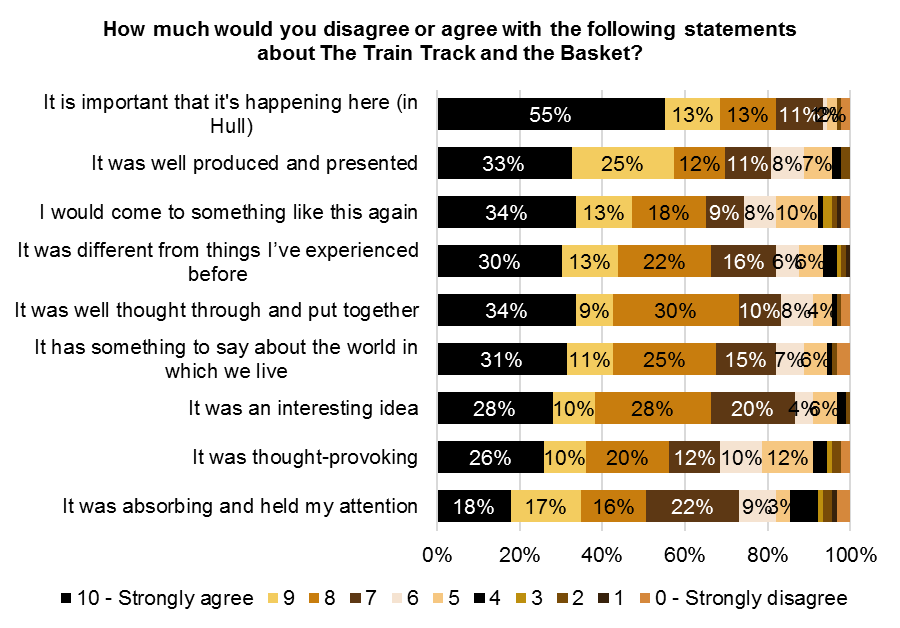 How much would you disagree or agree with the following statements
about The Train Track and the Basket?
It is important that it's happening here (in
Hull)
55% 13% 13% 11% 2%
It was well produced and presented
33% 25% 12% 11% 8% 7%
I would come to something like this again
34% 13% 18% 9% 8% 10%
It was different from things I’ve experienced
before
30% 13% 22% 16% 6% 6%
It was well thought through and put together
34% 9% 30% 10% 8% 4%
It has something to say about the world in
which we live
31% 11% 25% 15% 7% 6%
It was an interesting idea
28% 10% 28% 20% 4% 6%
It was thought-provoking
26% 10% 20% 12% 10% 12%
It was absorbing and held my attention
18% 17% 16% 22% 9% 3%
0% 20% 40% 60% 80% 100%
10 - Strongly agree 9 8 7 6 5 4 3 2 1 0 - Strongly disagree